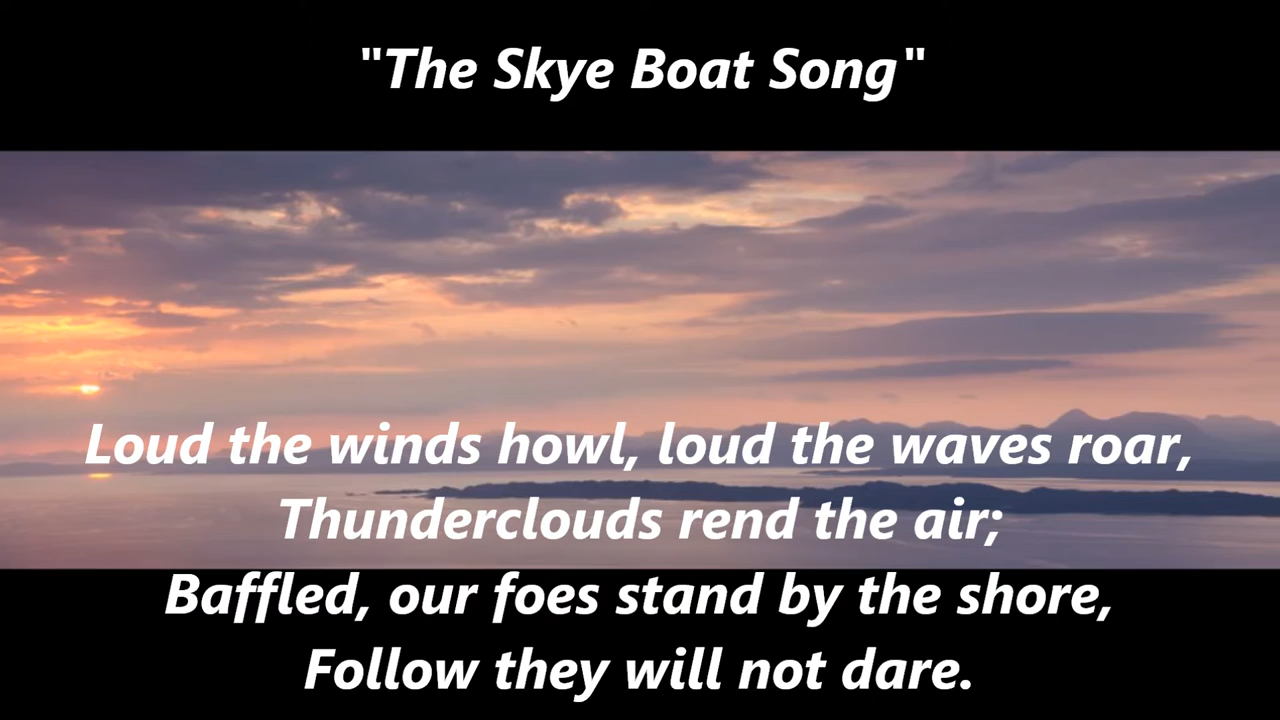 "The Skye Boat Song"
Loud the winds howl, loud the waves roar,
Thunderclouds rend the air;
Baffled, our foes stand by the shore,
Follow they will not dare.